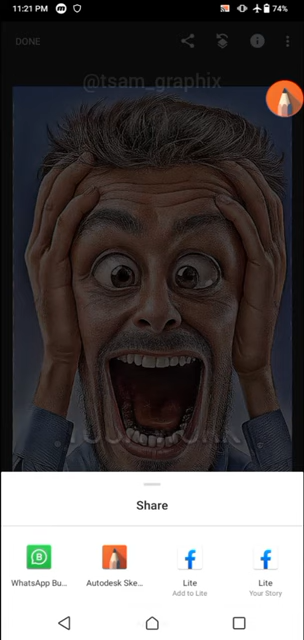 11:21 PM
74%
DONE
@tsam_graphix
Share
WhatsApp Bu...
Autodesk Ske...
Lite
Add to Lite
Lite
Your Story